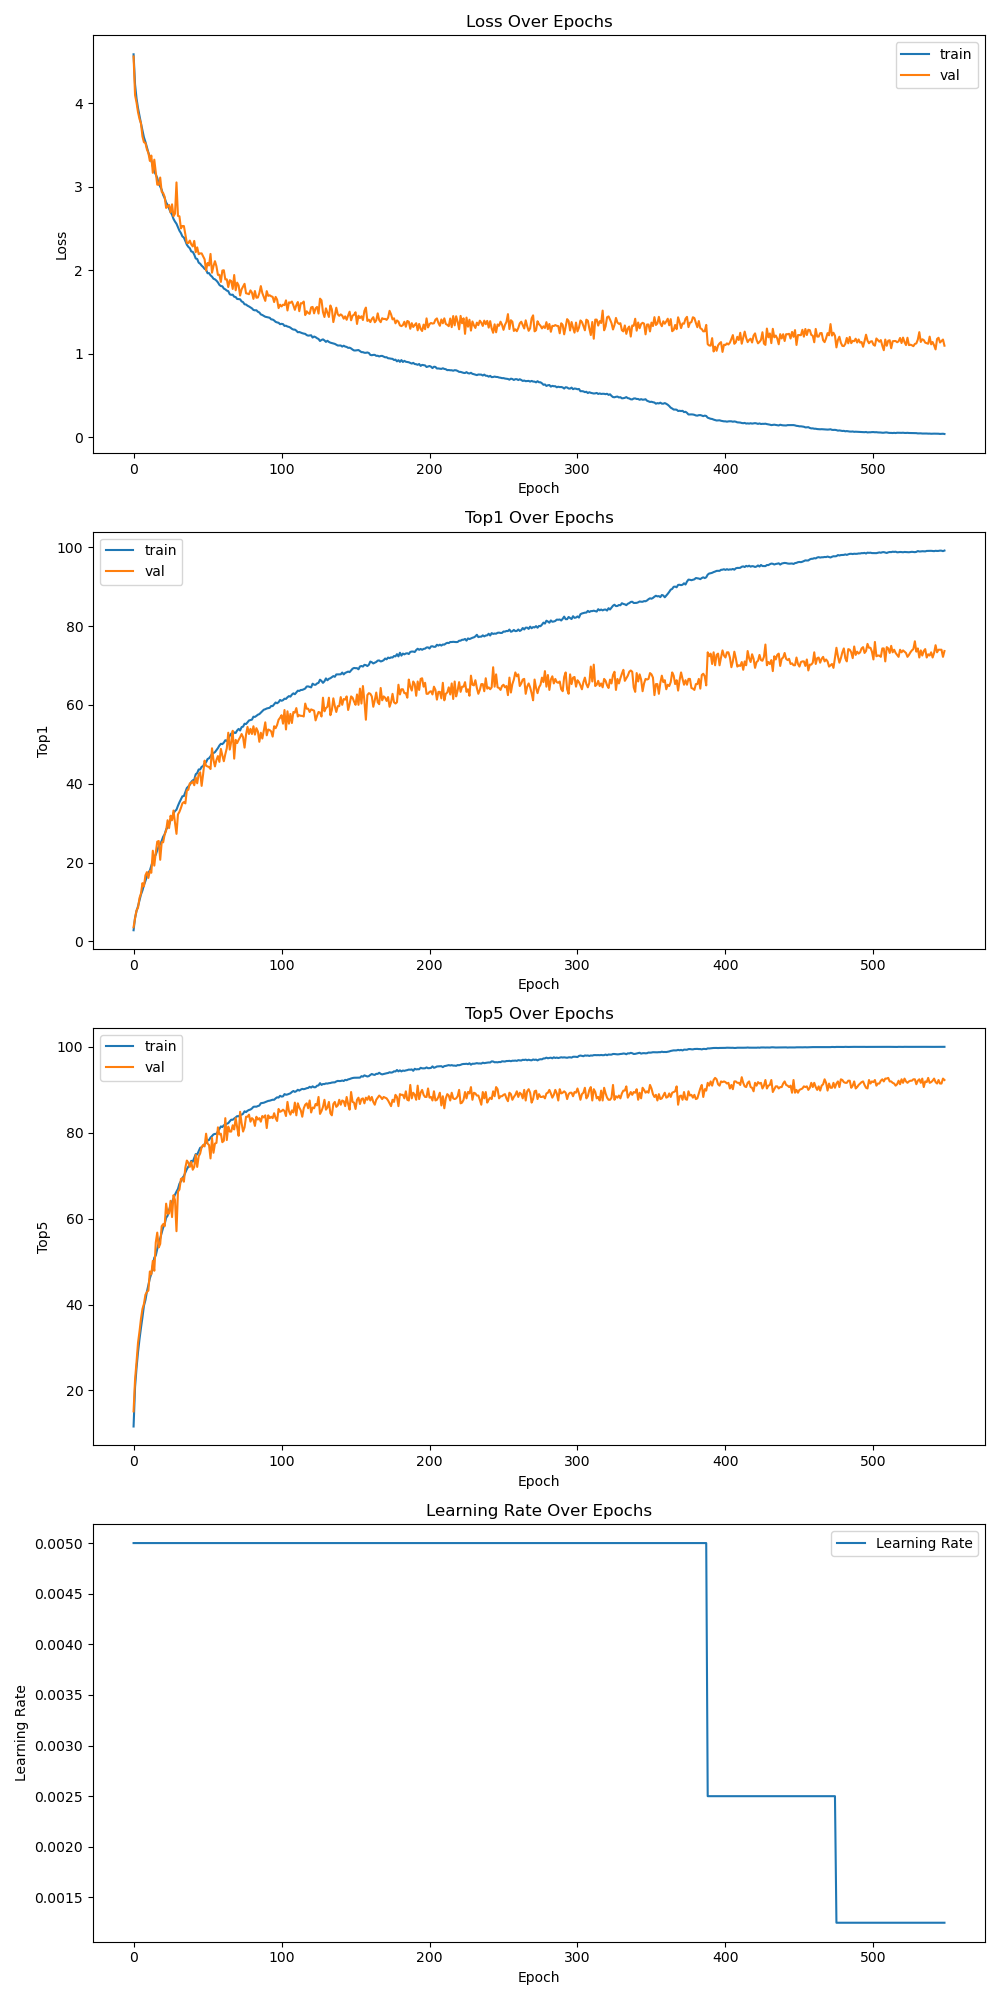 Loss Over Epochs
train
val
4
3
2
1
0
Loss
0 100 200 300 400 500
Epoch
Top1 Over Epochs
train
val
100
80
60
40
20
0
Top1
0 100 200 300 400 500
Epoch
Top5 Over Epochs
train
val
100
80
60
40
20
Top5
0 100 200 300 400 500
Epoch
Learning Rate Over Epochs
Learning Rate
0.0050
0.0045
0.0040
0.0035
0.0030
0.0025
0.0020
0.0015
Learning Rate
0 100 200 300 400 500
Epoch